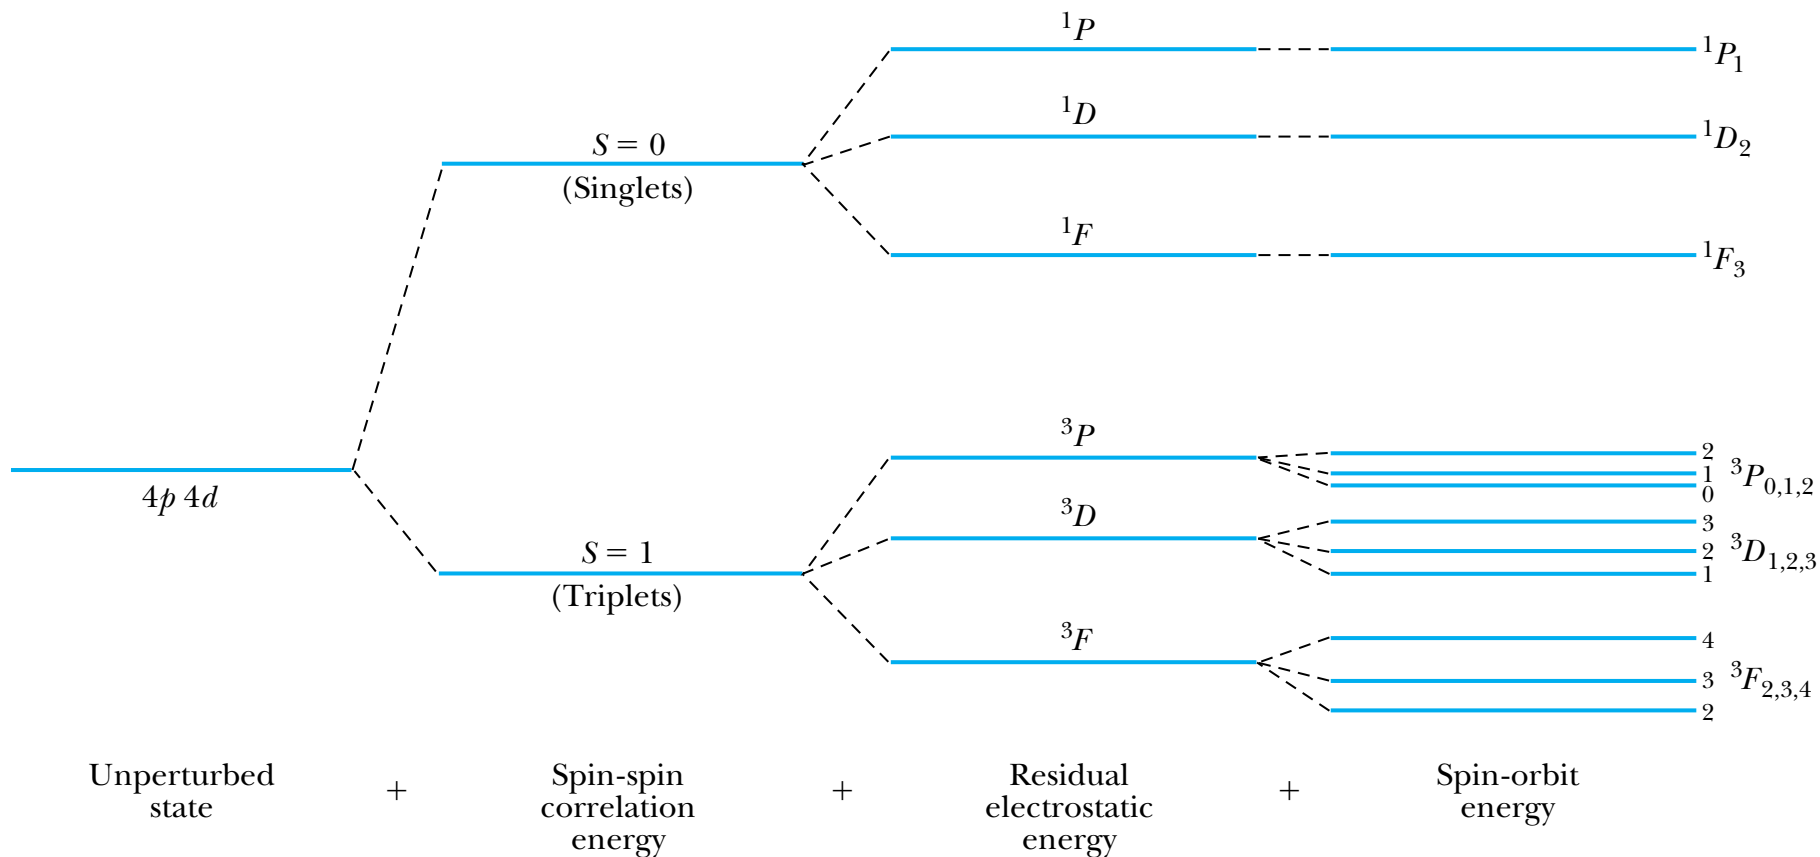 ¹P
¹P₁
¹D
¹D₂
S = 0
(Singlets)
¹F
¹F₃
4p 4d
³P
2
1
0
³P₀,₁,₂
³D
3
2
1
³D₁,₂,₃
S = 1
(Triplets)
³F
4
3
2
³F₂,₃,₄
Unperturbed
state
+
Spin-spin
correlation
energy
+
Residual
electrostatic
energy
+
Spin-orbit
energy